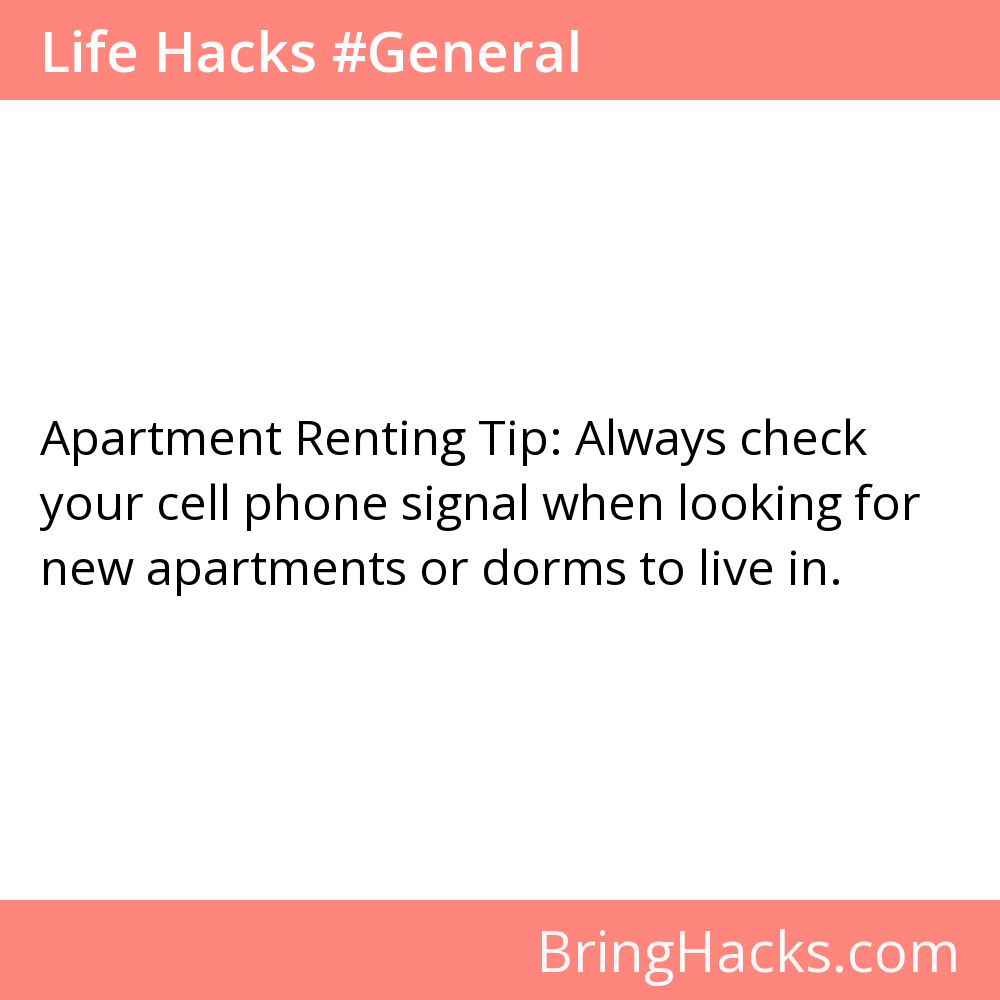 Life Hacks #General
Apartment Renting Tip: Always check
your cell phone signal when looking for
new apartments or dorms to live in.
BringHacks.com